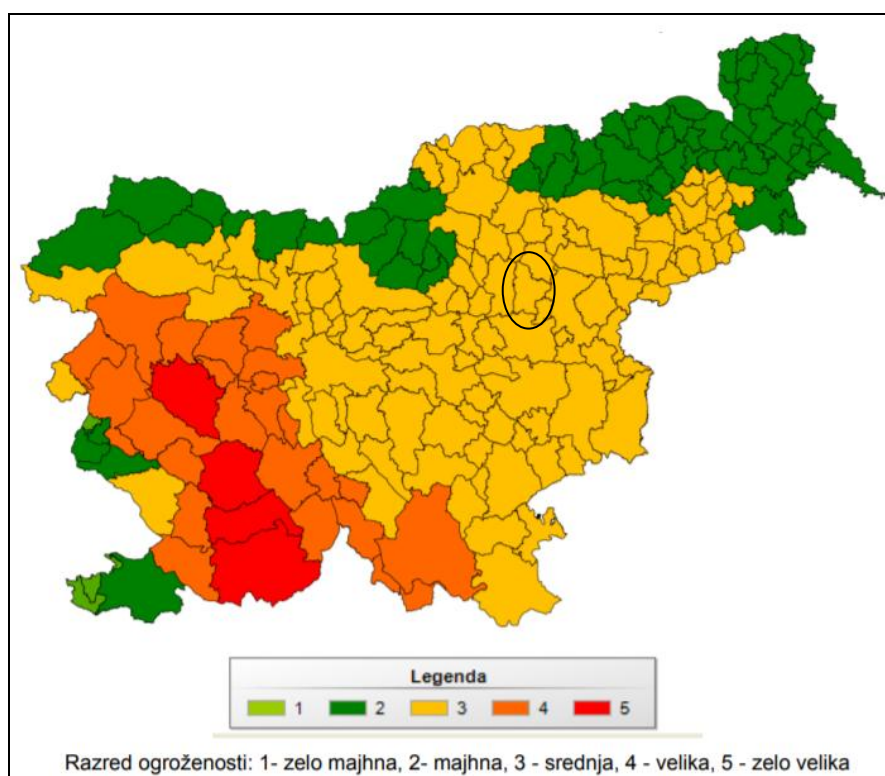 Legenda
1 2 3 4 5
Razred ogroženosti: 1- zelo majhna, 2- majhna, 3 - srednja, 4 - velika, 5 - zelo velika